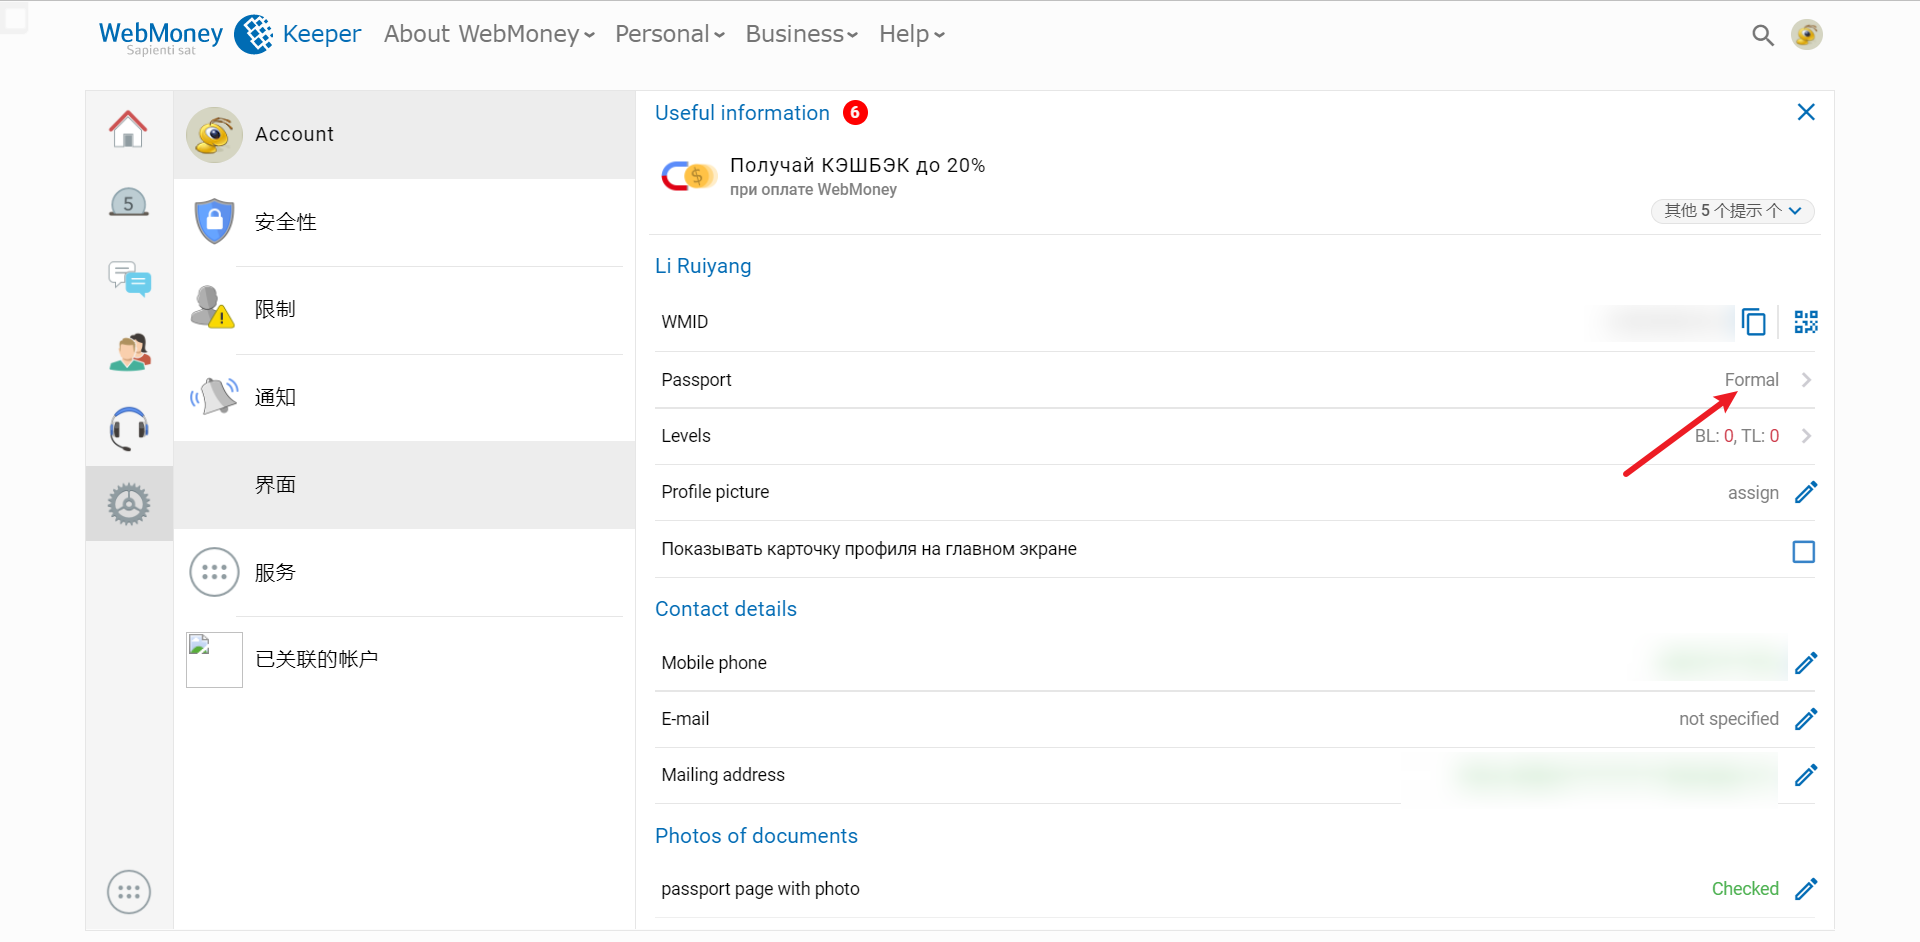 WebMoney Keeper About WebMoney Personal Business Help
Sapienti sat
Account
5
安全性
限制
通知
界面
服务
已关联的帐户
Useful information 6
Получай КЭШБЭК до 20%
при оплате WebMoney
其他 5 个提示 个
Li Ruiyang
WMID
Passport Formal
Levels BL: 0, TL: 0
Profile picture assign
Показывать карточку профиля на главном экране
Contact details
Mobile phone
E-mail not specified
Mailing address
Photos of documents
passport page with photo Checked